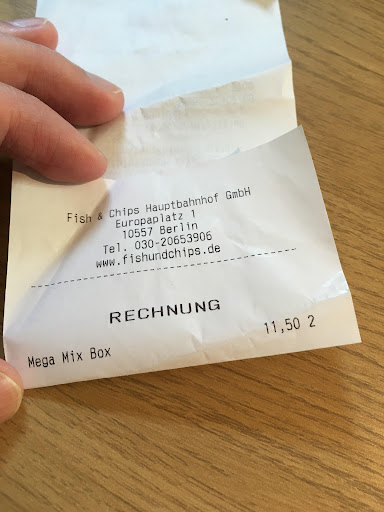 Fish & Chips Hauptbahnhof GmbH
Europaplatz 1
10557 Berlin
Tel. 030-20653906
www.fishundchips.de
RECHNUNG
Mega Mix Box 11,50 2